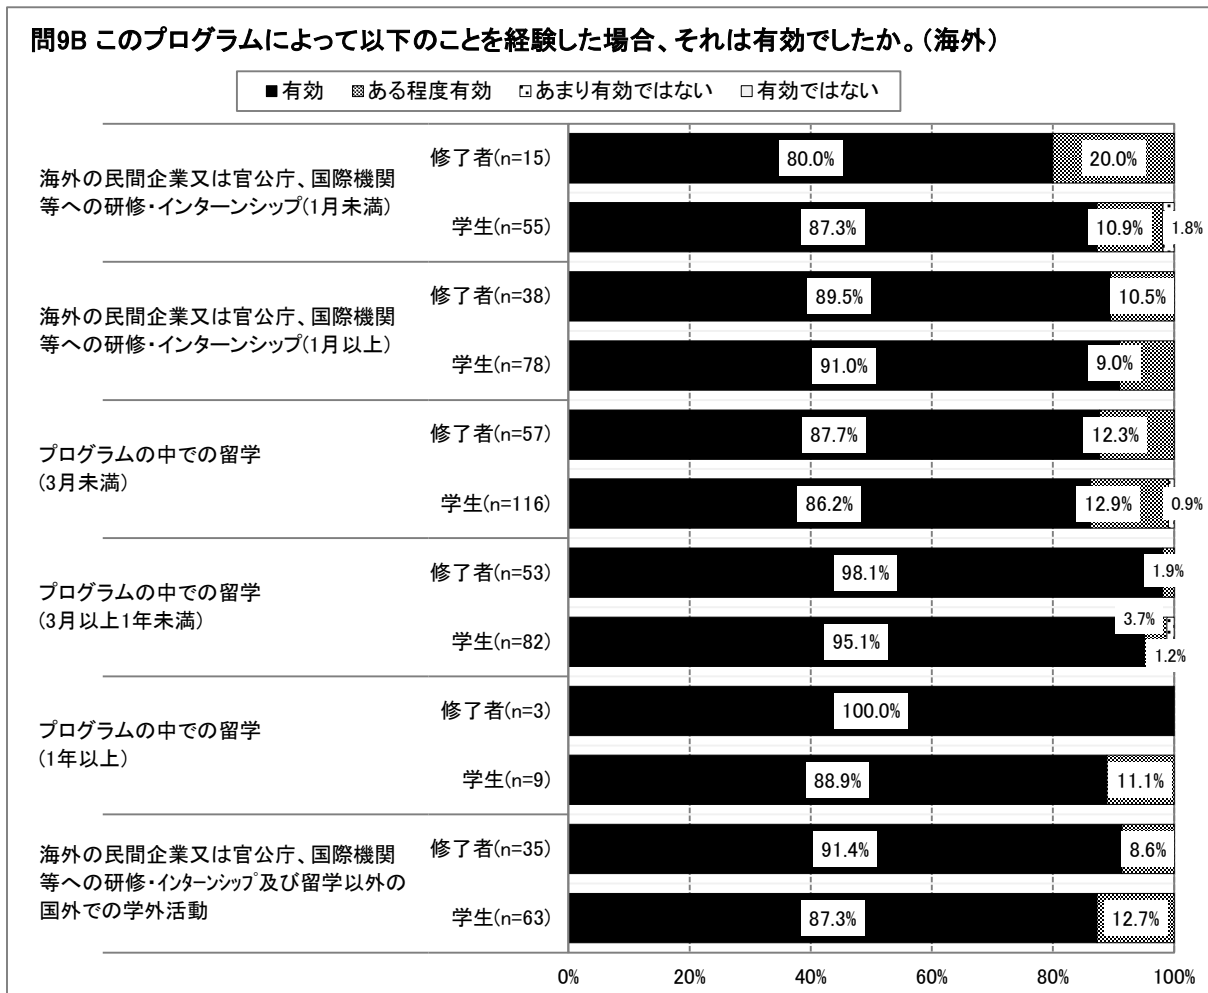 問9B このプログラムによって以下のことを経験した場合、それは有効でしたか。（海外）
■有効 ある程度有効 あまり有効ではない □有効ではない
海外の民間企業又は官公庁、国際機関
等への研修・インターンシップ(1月未満)
修了者(n=15)
80.0%
20.0%
学生(n=55)
87.3%
10.9%
1.8%
海外の民間企業又は官公庁、国際機関
等への研修・インターンシップ(1月以上)
修了者(n=38)
89.5%
10.5%
学生(n=78)
91.0%
9.0%
プログラムの中での留学
(3月未満)
修了者(n=57)
87.7%
12.3%
学生(n=116)
86.2%
12.9%
0.9%
プログラムの中での留学
(3月以上1年未満)
修了者(n=53)
98.1%
1.9%
学生(n=82)
95.1%
3.7%
1.2%
プログラムの中での留学
(1年以上)
修了者(n=3)
100.0%
学生(n=9)
88.9%
11.1%
海外の民間企業又は官公庁、国際機関
等への研修・ｲﾝﾀｰﾝｼｯﾌﾟ及び留学以外の
国外での学外活動
修了者(n=35)
91.4%
8.6%
学生(n=63)
87.3%
12.7%
0% 20% 40% 60% 80% 100%